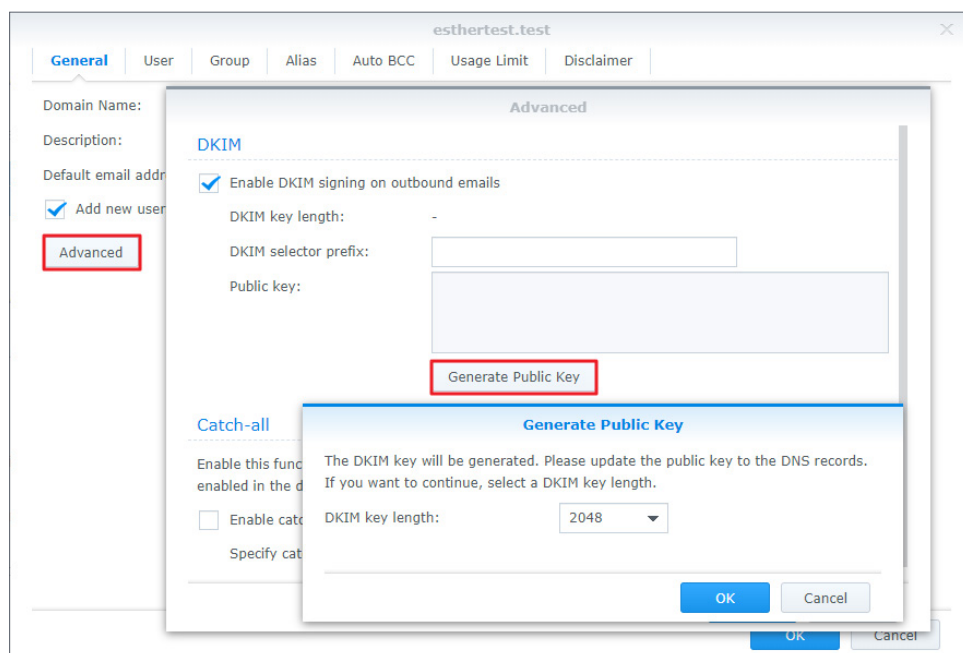 esthertest.test
General User Group Alias Auto BCC Usage Limit Disclaimer
Domain Name:
Description:
Default email addr
Add new user
Advanced
Advanced
DKIM
Enable DKIM signing on outbound emails
DKIM key length: -
DKIM selector prefix:
Public key:
Generate Public Key
Catch-all
Enable this func
enabled in the d
Enable catc
Specify cat
Generate Public Key
The DKIM key will be generated. Please update the public key to the DNS records.
If you want to continue, select a DKIM key length.
DKIM key length: 2048
OK Cancel
OK Cancel